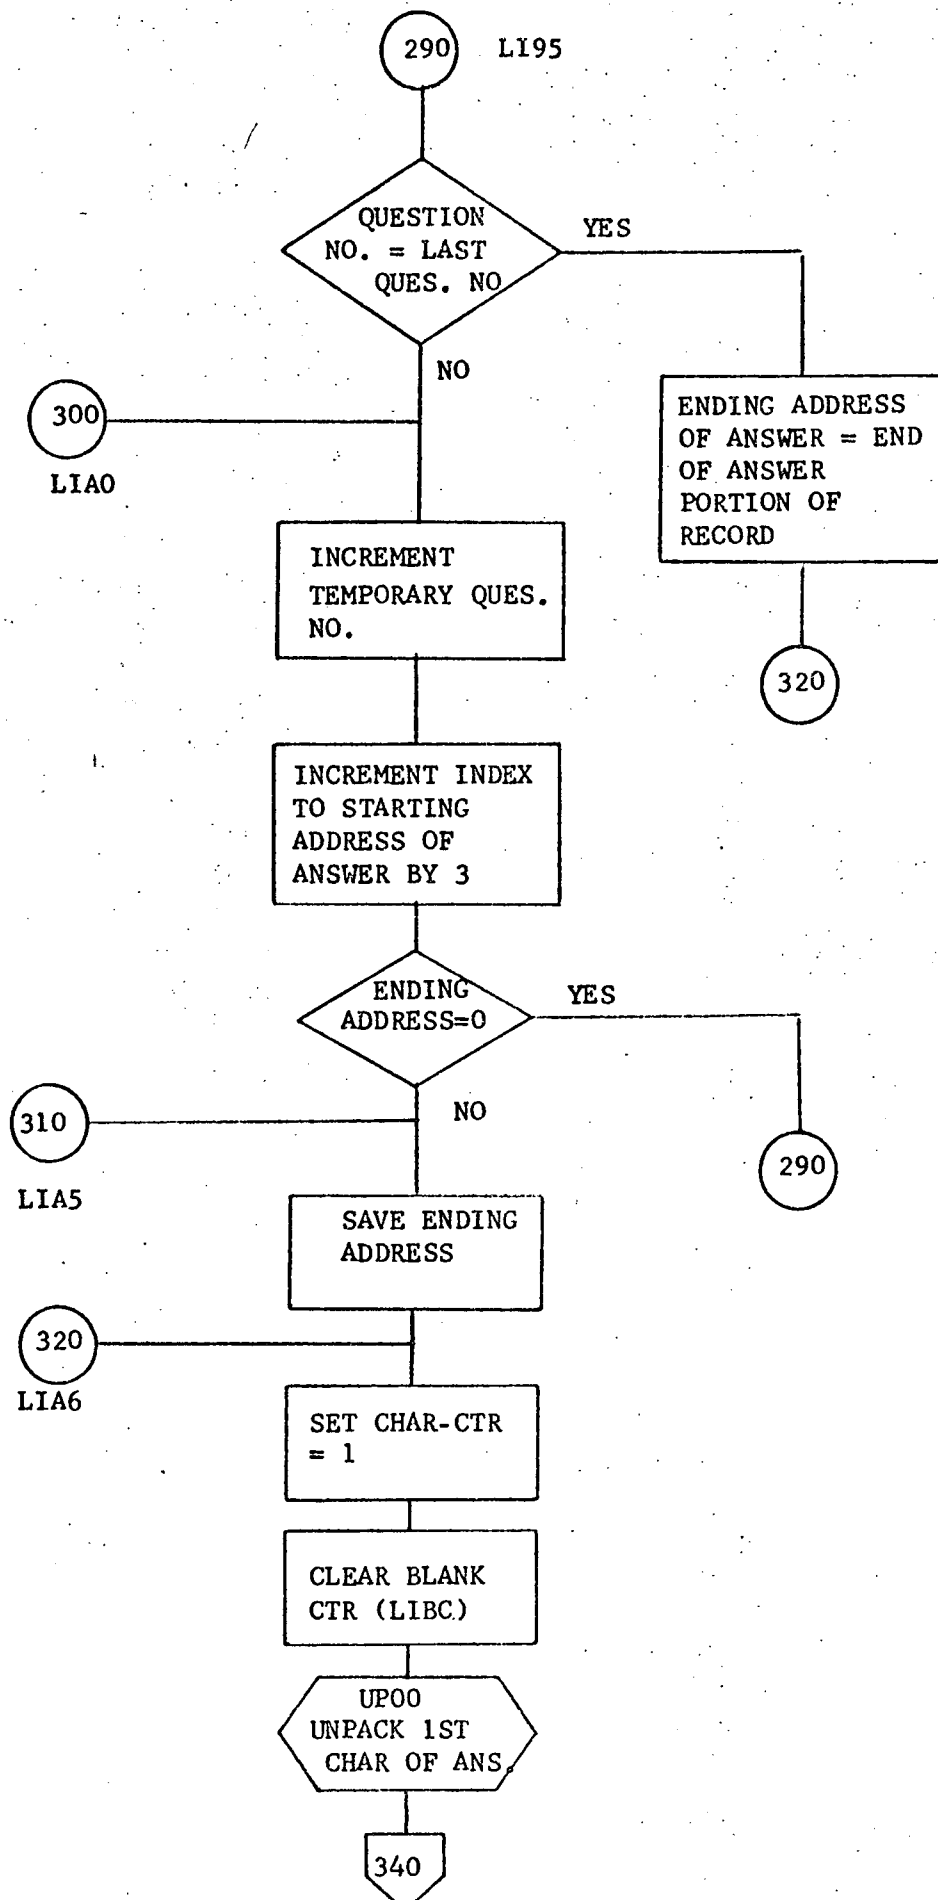 290 LI95
QUESTION
NO. = LAST
QUES. NO
YES
NO
300
LIA0
ENDING ADDRESS
OF ANSWER = END
OF ANSWER
PORTION OF
RECORD
INCREMENT
TEMPORARY QUES.
NO.
320
INCREMENT INDEX
TO STARTING
ADDRESS OF
ANSWER BY 3
ENDING
ADDRESS=0
YES
NO
310
LIA5
290
SAVE ENDING
ADDRESS
320
LIA6
SET CHAR-CTR
= 1
CLEAR BLANK
CTR (LIBC)
UP00
UNPACK 1ST
CHAR OF ANS.
340